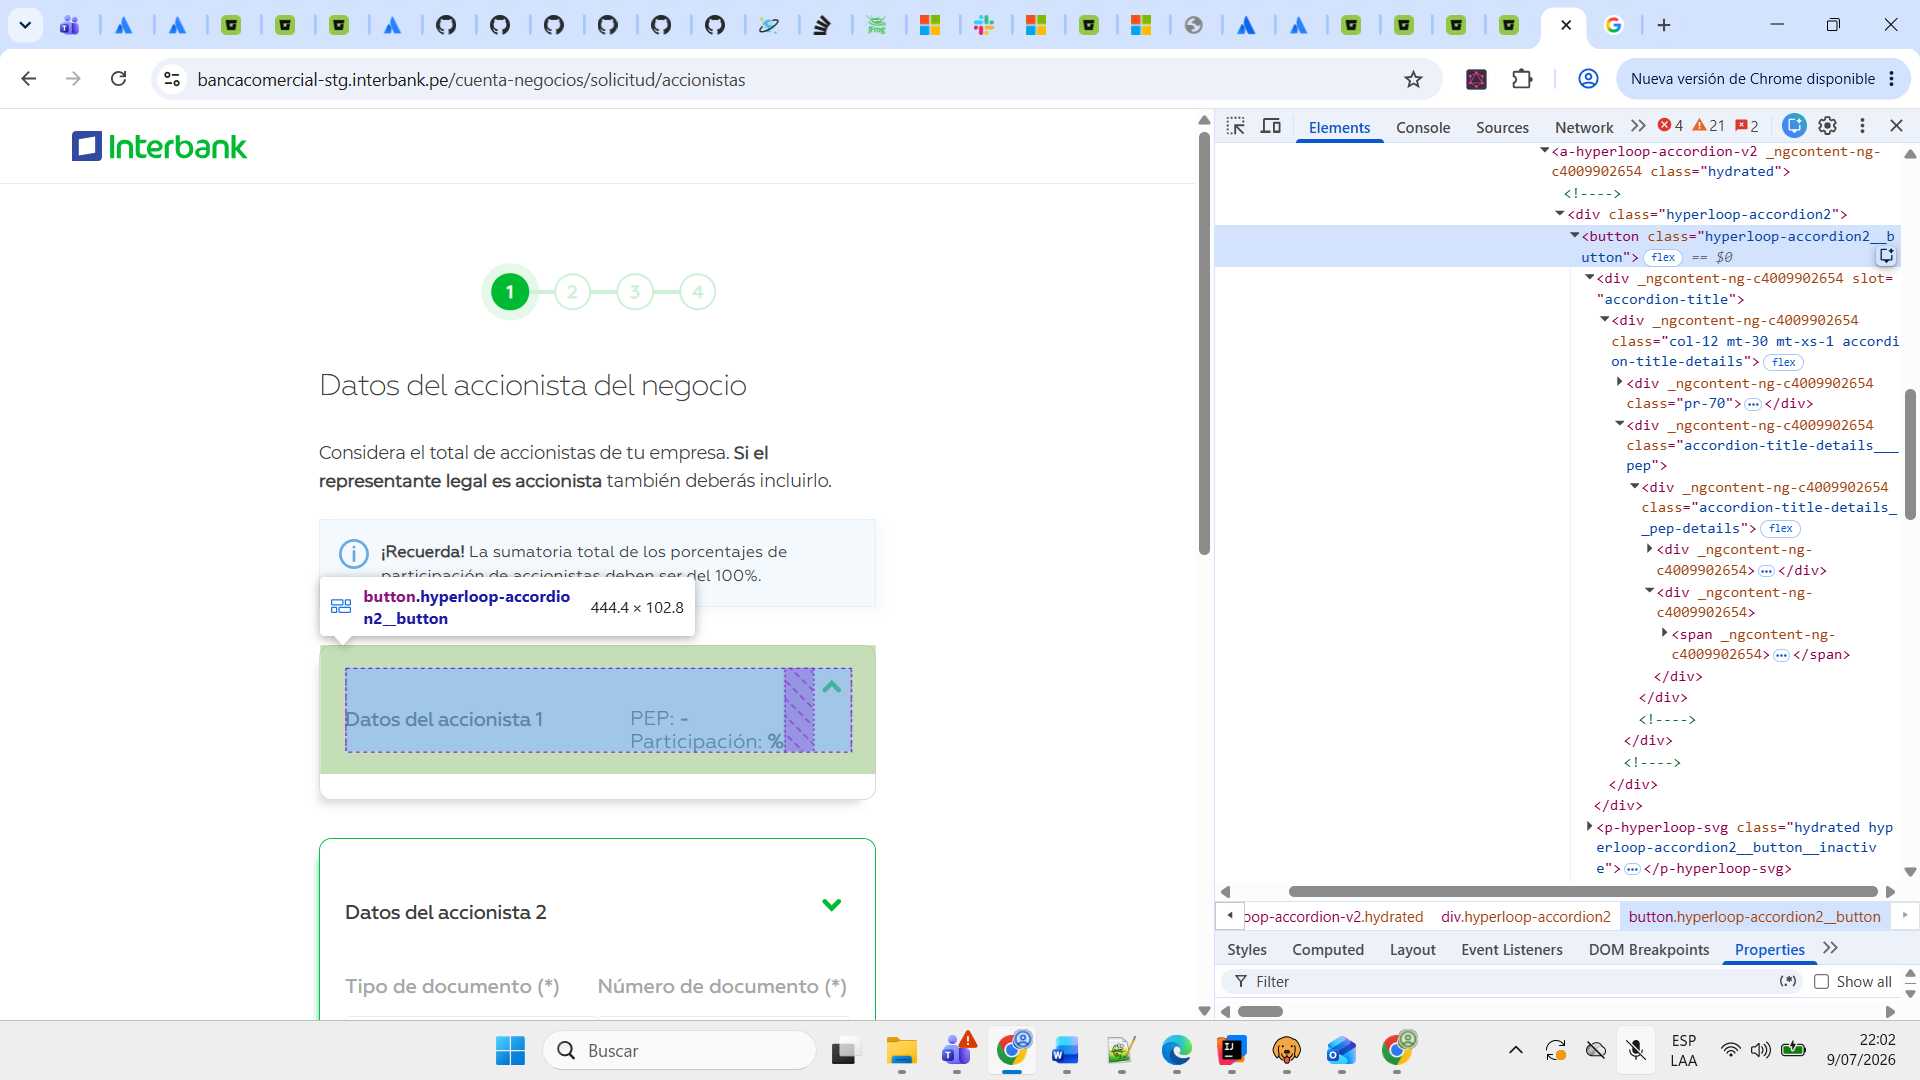 bancacomercial-stg.interbank.pe/cuenta-negocios/solicitud/accionistas
Nueva versión de Chrome disponible
Interbank
1 2 3 4
Datos del accionista del negocio
Considera el total de accionistas de tu empresa. Si el
representante legal es accionista también deberás incluirlo.
¡Recuerda! La sumatoria total de los porcentajes de
participación de accionistas deben ser del 100%.
button.hyperloop-accordio
n2__button
444.4 × 102.8
Datos del accionista 1
PEP: -
Participación: %
Datos del accionista 2
Tipo de documento (*)
Número de documento (*)
Elements Console Sources Network 4 21 2
<a-hyperloop-accordion-v2 _ngcontent-ng-
c4009902654 class="hydrated">
<!---->
<div class="hyperloop-accordion2">
<button class="hyperloop-accordion2__b
utton"> flex == $0
<div _ngcontent-ng-c4009902654 slot=
"accordion-title">
<div _ngcontent-ng-c4009902654
class="col-12 mt-30 mt-xs-1 accordi
on-title-details"> flex
<div _ngcontent-ng-c4009902654
class="pr-70"> ••• </div>
<div _ngcontent-ng-c4009902654
class="accordion-title-details___
pep">
<div _ngcontent-ng-c4009902654
class="accordion-title-details_
_pep-details"> flex
<div _ngcontent-ng-
c4009902654> ••• </div>
<div _ngcontent-ng-
c4009902654>
<span _ngcontent-ng-
c4009902654> ••• </span>
</div>
</div>
<!---->
</div>
<!---->
</div>
</div>
<p-hyperloop-svg class="hydrated hyp
erloop-accordion2__button__inactiv
e"> ••• </p-hyperloop-svg>
oop-accordion-v2.hydrated div.hyperloop-accordion2 button.hyperloop-accordion2__button
Styles Computed Layout Event Listeners DOM Breakpoints Properties
Filter (.*) Show all
Buscar
ESP
LAA
22:02
9/07/2026